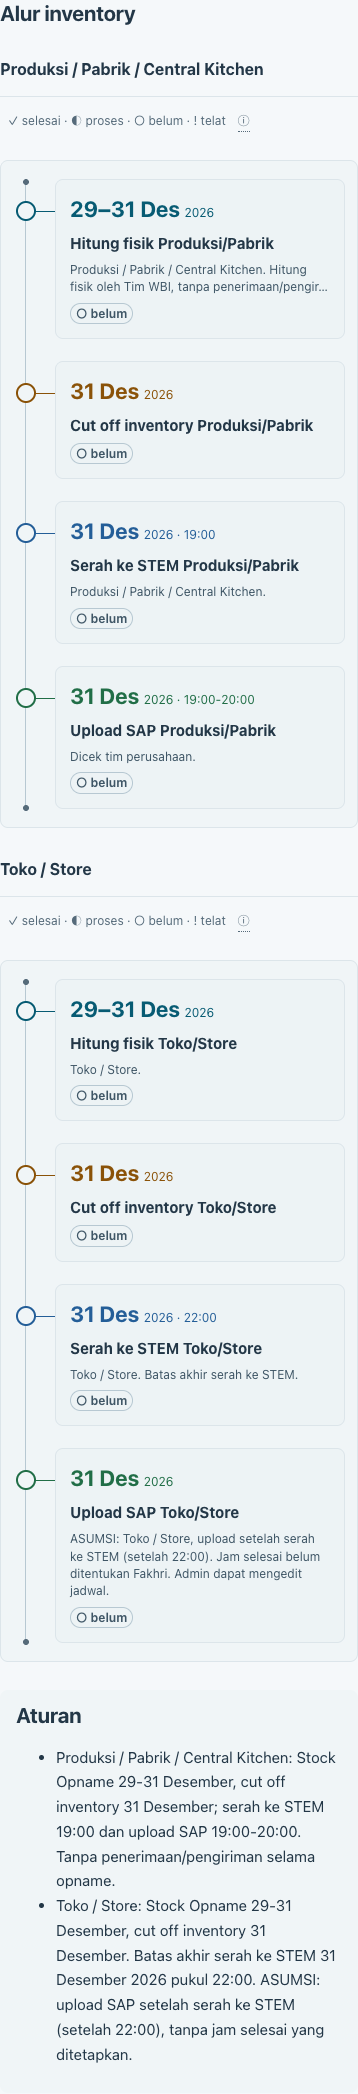 Alur inventory
Produksi / Pabrik / Central Kitchen
✓ selesai · ◐ proses · ○ belum · ! telat ⓘ
29–31 Des 2026
Hitung fisik Produksi/Pabrik
Produksi / Pabrik / Central Kitchen. Hitung
fisik oleh Tim WBI, tanpa penerimaan/pengir...
○ belum
31 Des 2026
Cut off inventory Produksi/Pabrik
○ belum
31 Des 2026 · 19:00
Serah ke STEM Produksi/Pabrik
Produksi / Pabrik / Central Kitchen.
○ belum
31 Des 2026 · 19:00-20:00
Upload SAP Produksi/Pabrik
Dicek tim perusahaan.
○ belum
Toko / Store
✓ selesai · ◐ proses · ○ belum · ! telat ⓘ
29–31 Des 2026
Hitung fisik Toko/Store
Toko / Store.
○ belum
31 Des 2026
Cut off inventory Toko/Store
○ belum
31 Des 2026 · 22:00
Serah ke STEM Toko/Store
Toko / Store. Batas akhir serah ke STEM.
○ belum
31 Des 2026
Upload SAP Toko/Store
ASUMSI: Toko / Store, upload setelah serah
ke STEM (setelah 22:00). Jam selesai belum
ditentukan Fakhri. Admin dapat mengedit
jadwal.
○ belum
Aturan
• Produksi / Pabrik / Central Kitchen: Stock
Opname 29-31 Desember, cut off
inventory 31 Desember; serah ke STEM
19:00 dan upload SAP 19:00-20:00.
Tanpa penerimaan/pengiriman selama
opname.
• Toko / Store: Stock Opname 29-31
Desember, cut off inventory 31
Desember. Batas akhir serah ke STEM 31
Desember 2026 pukul 22:00. ASUMSI:
upload SAP setelah serah ke STEM
(setelah 22:00), tanpa jam selesai yang
ditetapkan.